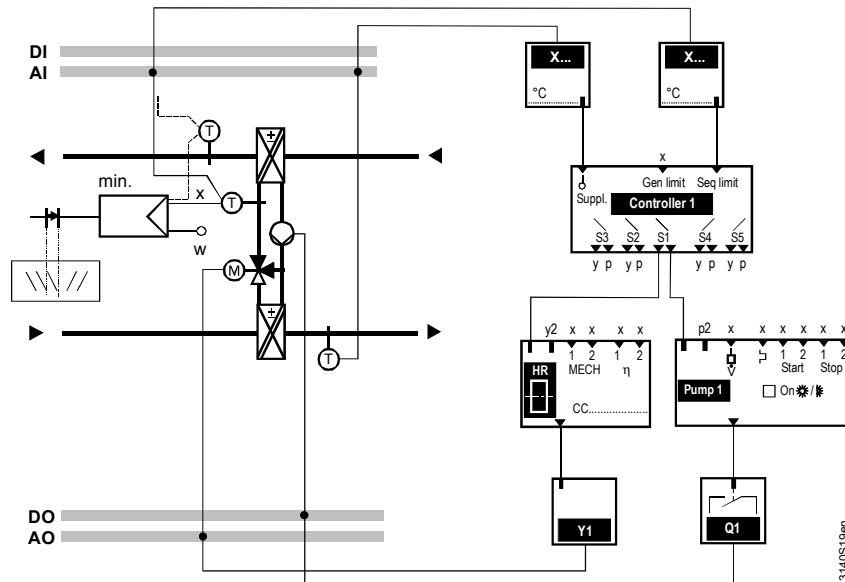 DI
AI
X...
X...
°C
°C
T
min.
x
T
w
M
T
x
Suppl.
Gen limit
Seq limit
Controller 1
S3
S2
S1
S4
S5
y p
y p
y p
y p
y2
x
x
x
x
1
2
1
2
HR
MECH
η
CC
p2
x
x
x
x
x
x
1
2
1
2
Start
Stop
Pump 1
On
/
DO
AO
Y1
Q1
3140S19en